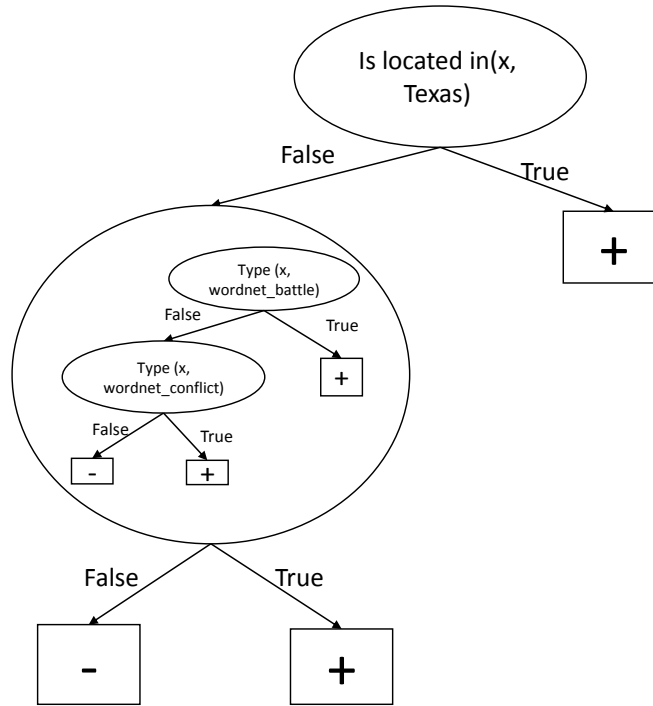 Is located in(x,
Texas)
False
True
+
Type (x,
wordnet_battle)
False
True
+
Type (x,
wordnet_conflict)
False
True
-
+
False
True
-
+